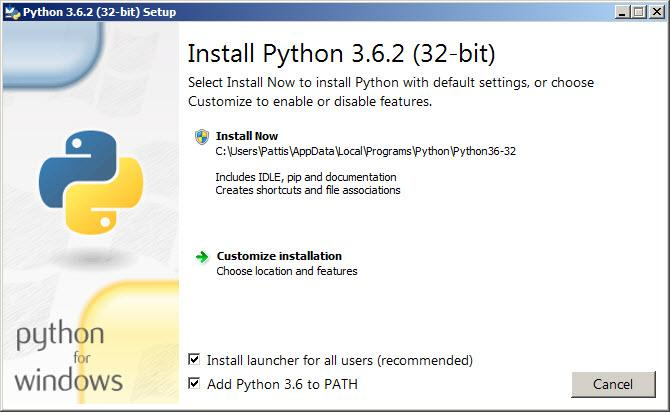 Python 3.6.2 (32-bit) Setup
Install Python 3.6.2 (32-bit)
Select Install Now to install Python with default settings, or choose
Customize to enable or disable features.
Install Now
C:\Users\Pattis\AppData\Local\Programs\Python\Python36-32
Includes IDLE, pip and documentation
Creates shortcuts and file associations
Customize installation
Choose location and features
python
for
windows
Install launcher for all users (recommended)
Add Python 3.6 to PATH
Cancel